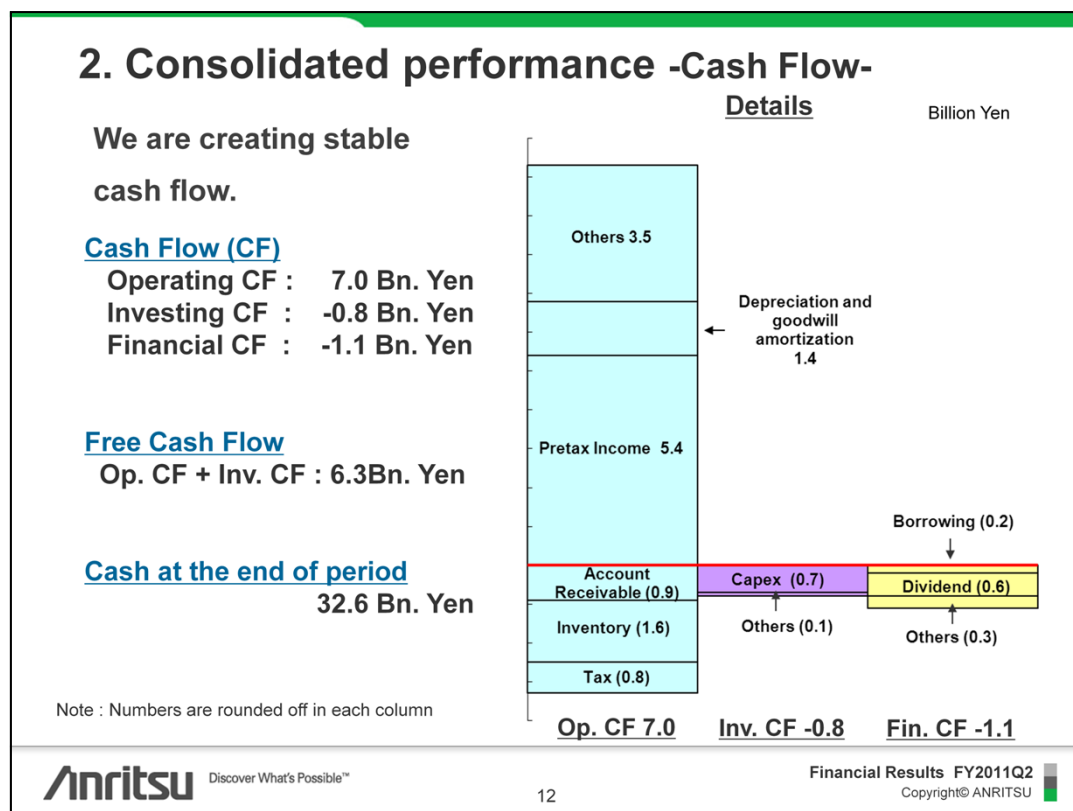 2. Consolidated performance -Cash Flow-
Details
Billion Yen
We are creating stable
cash flow.
Cash Flow (CF)
Operating CF : 7.0 Bn. Yen
Investing CF : -0.8 Bn. Yen
Financial CF : -1.1 Bn. Yen
Free Cash Flow
Op. CF + Inv. CF : 6.3Bn. Yen
Cash at the end of period
32.6 Bn. Yen
Note : Numbers are rounded off in each column
Others 3.5
Depreciation and
goodwill
amortization
1.4
Pretax Income 5.4
Account
Receivable (0.9)
Inventory (1.6)
Tax (0.8)
Capex (0.7)
Others (0.1)
Borrowing (0.2)
Dividend (0.6)
Others (0.3)
Op. CF 7.0
Inv. CF -0.8
Fin. CF -1.1
Anritsu Discover What's Possible™
12
Financial Results FY2011Q2
Copyright© ANRITSU